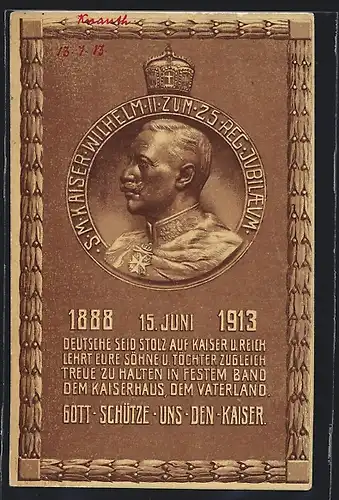 Krauth
13.7.13
S.M.KAISER·WILHELM·II·ZUM·25·REG·JUBILÆUM·
1888 15. JUNI 1913
DEUTSCHE SEID STOLZ AUF KAISER U. REICH
LEHRT EURE SÖHNE U. TÖCHTER ZUGLEICH
TREUE ZU HALTEN IN FESTEM BAND
DEM KAISERHAUS, DEM VATERLAND.
GOTT · SCHÜTZE · UNS · DEN · KAISER.